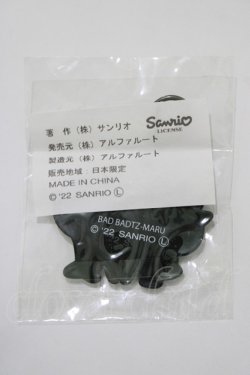 著　作（株）サンリオ
Sanrio
LICENSE
発売元（株）アルファルート
製造元（株）アルファルート
販売地域：日本限定
MADE IN CHINA
© '22 SANRIO Ⓛ
BAD BADTZ-MARU
© '22 SANRIO Ⓛ